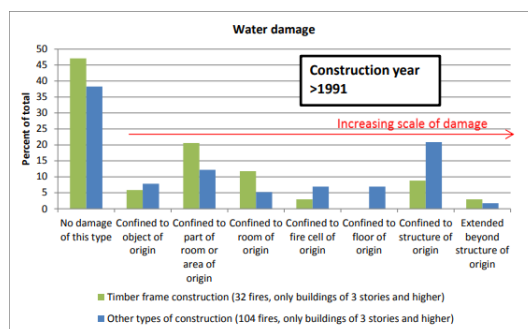 Water damage
50
45
40
35
30
25
20
15
10
5
0
Percent of total
Construction year
>1991
Increasing scale of damage
No damage
of this type
Confined to
object of
origin
Confined to
part of
room or
area of
origin
Confined to
room of
origin
Confined to
fire cell of
origin
Confined to
floor of
origin
Confined to
structure of
origin
Extended
beyond
structure of
origin
Timber frame construction (32 fires, only buildings of 3 stories and higher)
Other types of construction (104 fires, only buildings of 3 stories and higher)